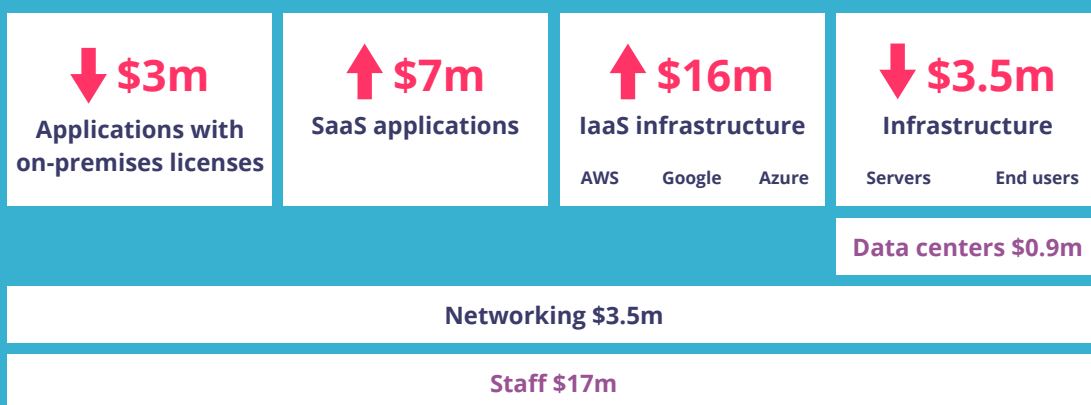 $3m
Applications with
on-premises licenses
$7m
SaaS applications
$16m
IaaS infrastructure
AWS Google Azure
$3.5m
Infrastructure
Servers End users
Data centers $0.9m
Networking $3.5m
Staff $17m